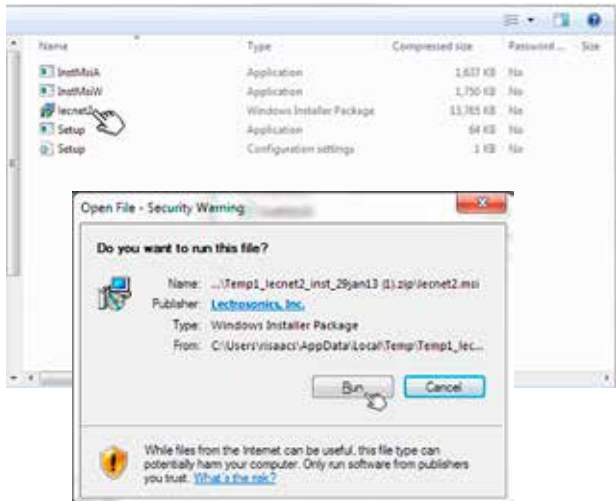 Name Type Compressed size Password ... Size
InstMsiA Application 1,637 KB No
InstMsiW Application 1,750 KB No
lecnet2 Windows Installer Package 13,765 KB No
Setup Application 64 KB No
Setup Configuration settings 1 KB No
Open File - Security Warning
Do you want to run this file?
Name: ...\Temp1_lecnet2_inst_29jan13 (1).zip\lecnet2.msi
Publisher: Lectrosonics, Inc.
Type: Windows Installer Package
From: C:\Users\risaacs\AppData\Local\Temp\Temp1_lec...
Run Cancel
While files from the Internet can be useful, this file type can
potentially harm your computer. Only run software from publishers
you trust. What's the risk?